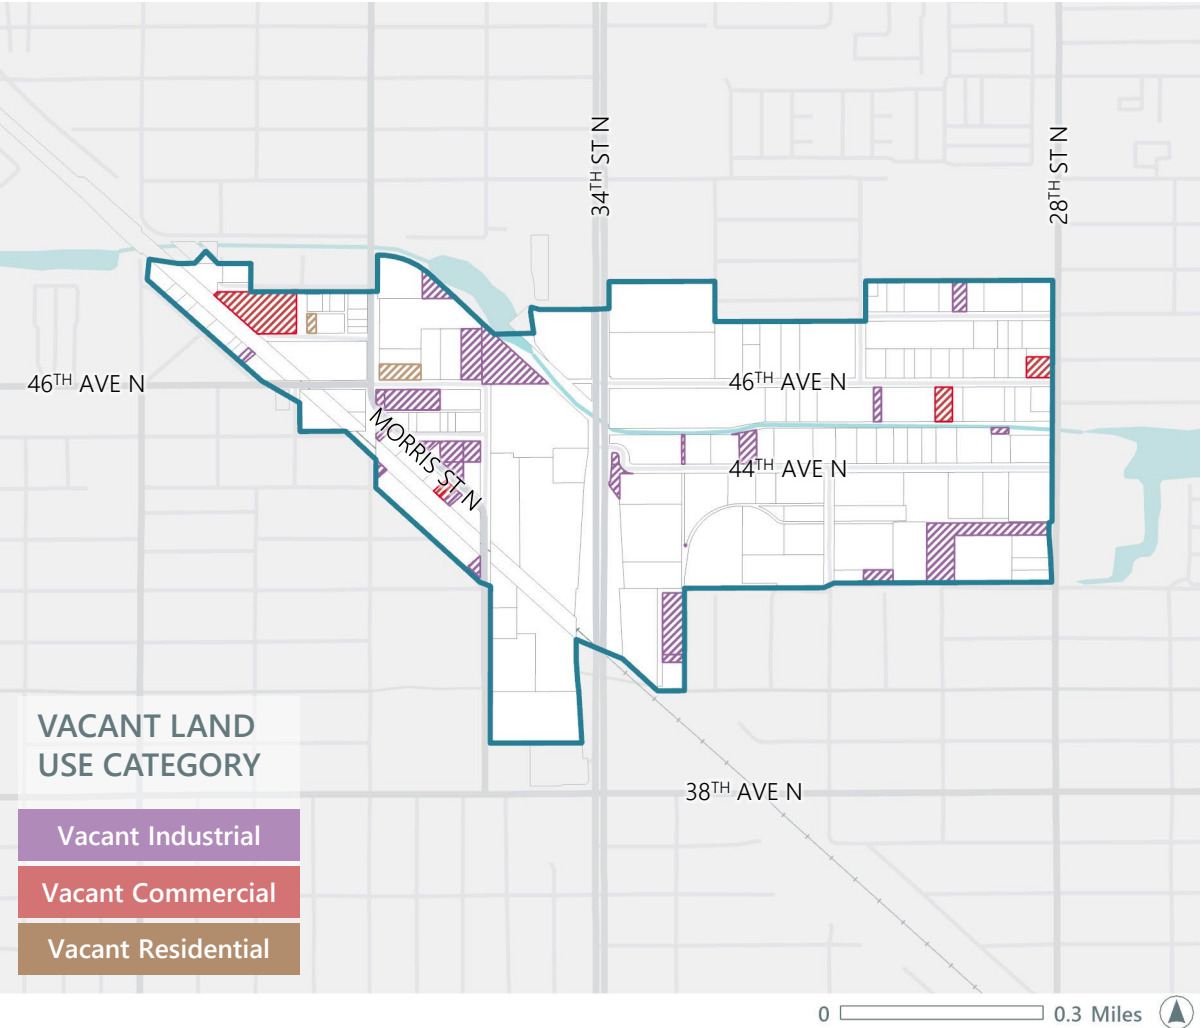 34TH ST N
28TH ST N
46TH AVE N
46TH AVE N
MORRIS ST N
44TH AVE N
VACANT LAND
USE CATEGORY
38TH AVE N
Vacant Industrial
Vacant Commercial
Vacant Residential
0 0.3 Miles